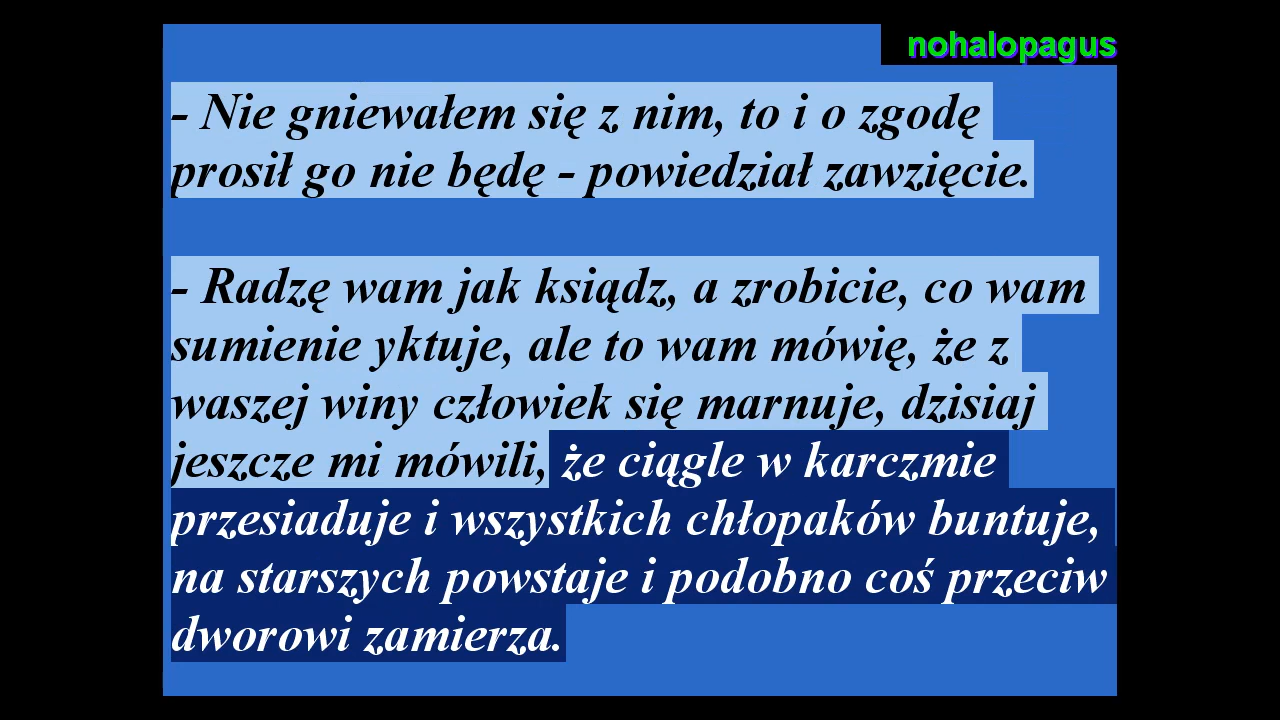 nohalopagus
- Nie gniewałem się z nim, to i o zgodę
prosił go nie będę - powiedział zawzięcie.
- Radzę wam jak ksiądz, a zrobicie, co wam
sumienie yktuje, ale to wam mówię, że z
waszej winy człowiek się marnuje, dzisiaj
jeszcze mi mówili, że ciągle w karczmie
przesiaduje i wszystkich chłopaków buntuje,
na starszych powstaje i podobno coś przeciw
dworowi zamierza.